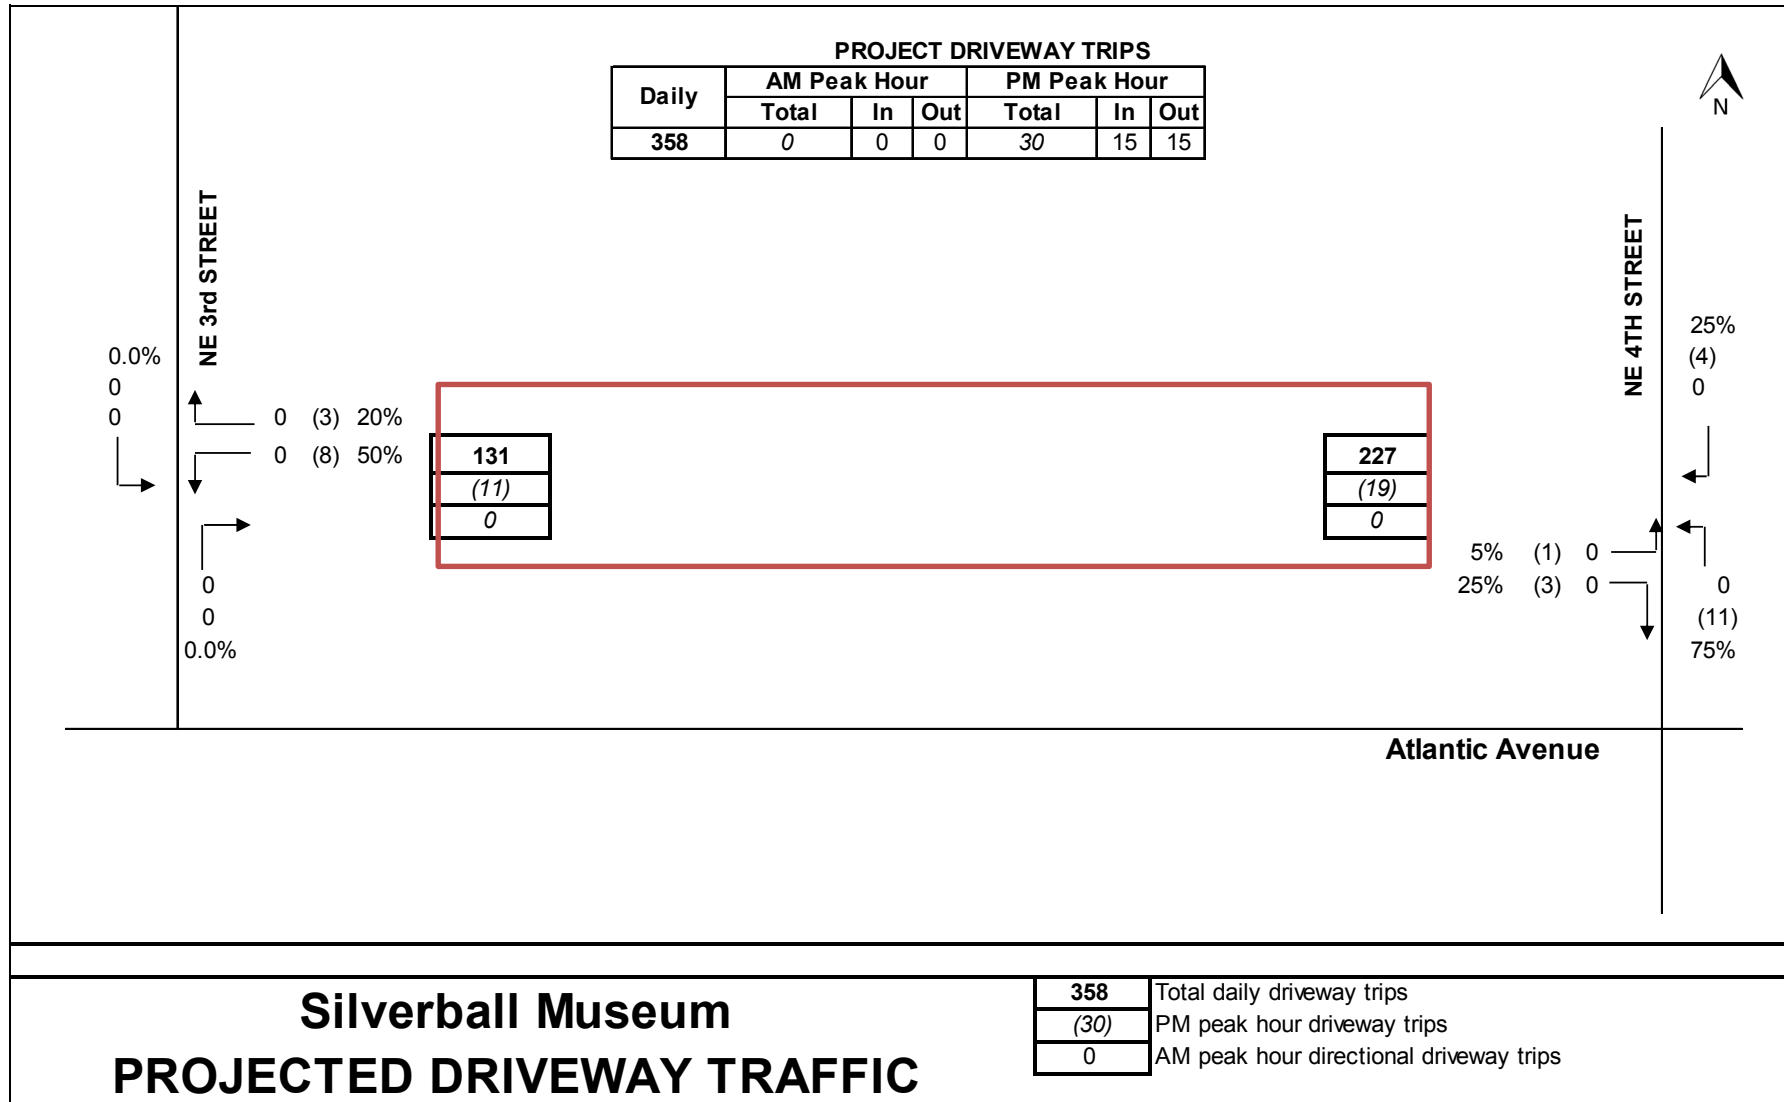 PROJECT DRIVEWAY TRIPS
Daily AM Peak Hour PM Peak Hour
Total In Out Total In Out
358 0 0 0 30 15 15
N
NE 3rd STREET
NE 4TH STREET
0.0%
0
0
0 (3) 20%
0 (8) 50%
0
0
0.0%
131
(11)
0
227
(19)
0
25%
(4)
0
5% (1) 0
25% (3) 0
0
(11)
75%
Atlantic Avenue
Silverball Museum
PROJECTED DRIVEWAY TRAFFIC
358 Total daily driveway trips
(30) PM peak hour driveway trips
0 AM peak hour directional driveway trips